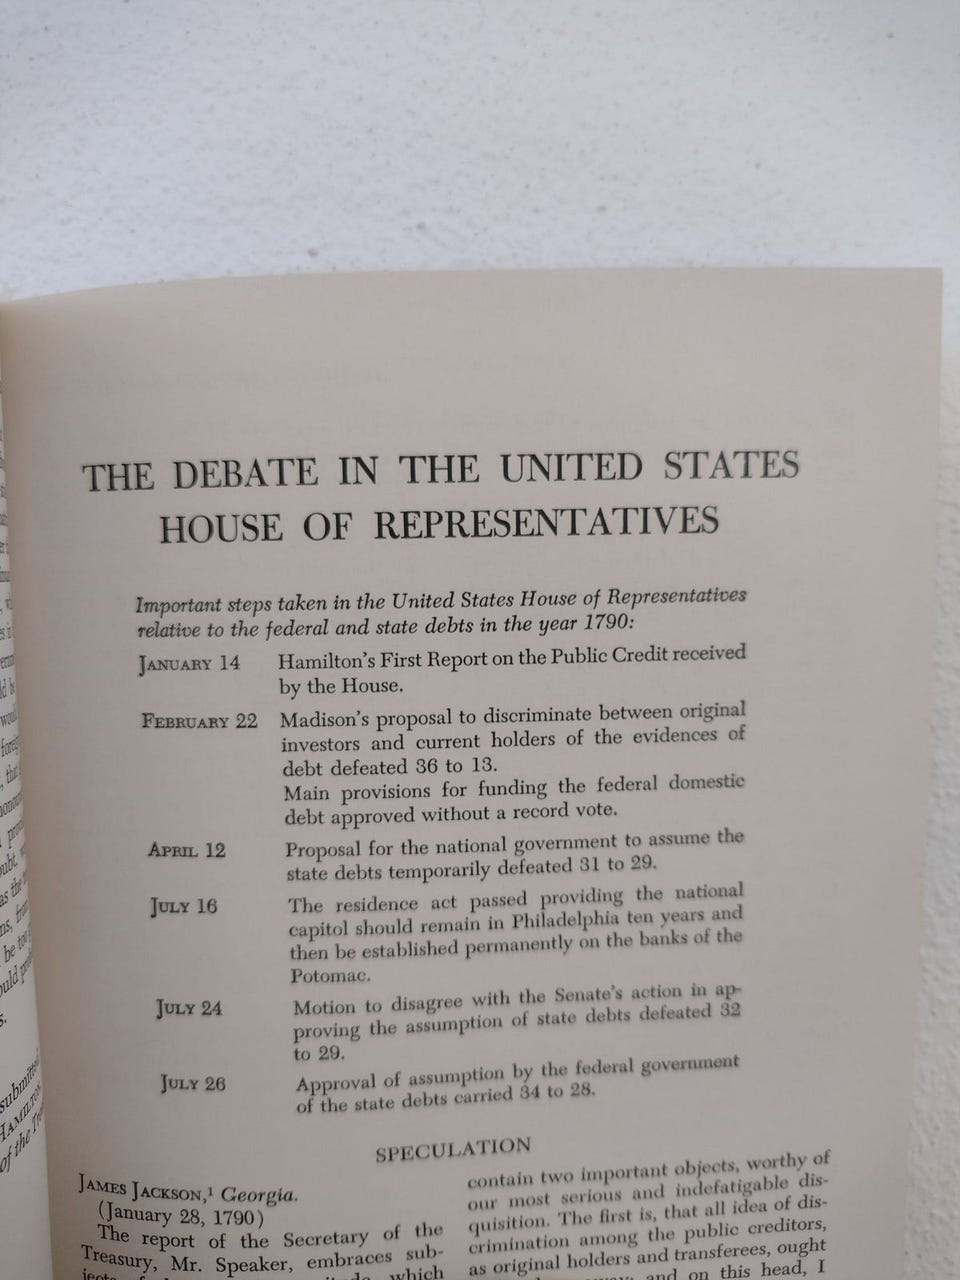 THE DEBATE IN THE UNITED STATES
HOUSE OF REPRESENTATIVES
Important steps taken in the United States House of Representatives
relative to the federal and state debts in the year 1790:
JANUARY 14 Hamilton's First Report on the Public Credit received
by the House.
FEBRUARY 22 Madison's proposal to discriminate between original
investors and current holders of the evidences of
debt defeated 36 to 13.
Main provisions for funding the federal domestic
debt approved without a record vote.
APRIL 12 Proposal for the national government to assume the
state debts temporarily defeated 31 to 29.
JULY 16 The residence act passed providing the national
capitol should remain in Philadelphia ten years and
then be established permanently on the banks of the
Potomac.
JULY 24 Motion to disagree with the Senate's action in ap-
proving the assumption of state debts defeated 32
to 29.
JULY 26 Approval of assumption by the federal government
of the state debts carried 34 to 28.
SPECULATION
JAMES JACKSON,¹ Georgia.
(January 28, 1790)
The report of the Secretary of the
Treasury, Mr. Speaker, embraces sub-
which
contain two important objects, worthy of
our most serious and indefatigable dis-
quisition. The first is, that all idea of dis-
crimination among the public creditors,
as original holders and transferees, ought
and on this head, I
submitted
HAMILTON
of the